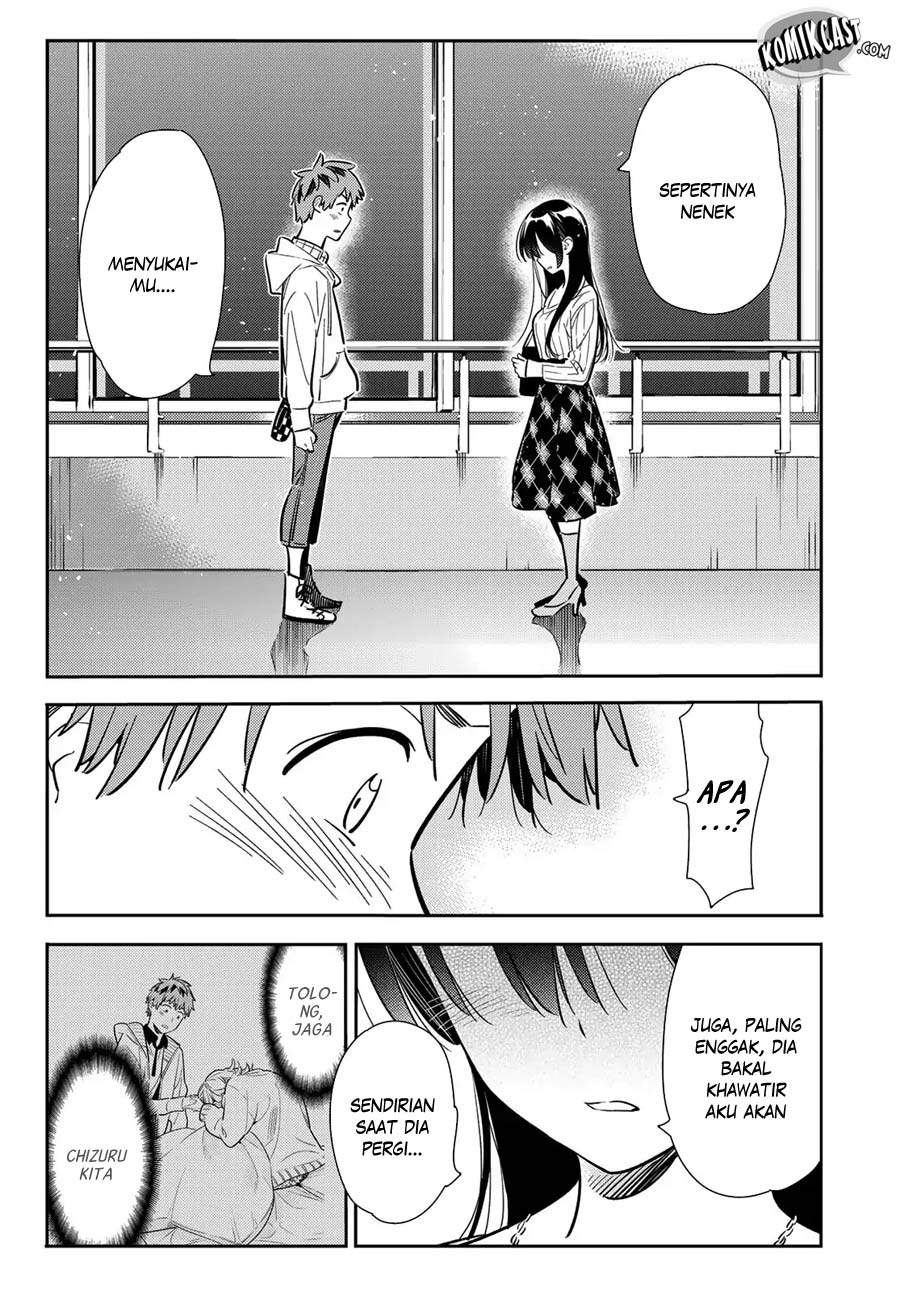 KOMIKCAST
.COM
SEPERTINYA
NENEK
MENYUKAI-
MU....
APA
...?
JUGA, PALING
ENGGAK, DIA
BAKAL
KHAWATIR
AKU AKAN
SENDIRIAN
SAAT DIA
PERGI...
TOLO-
NG,
JAGA
CHIZURU
KITA